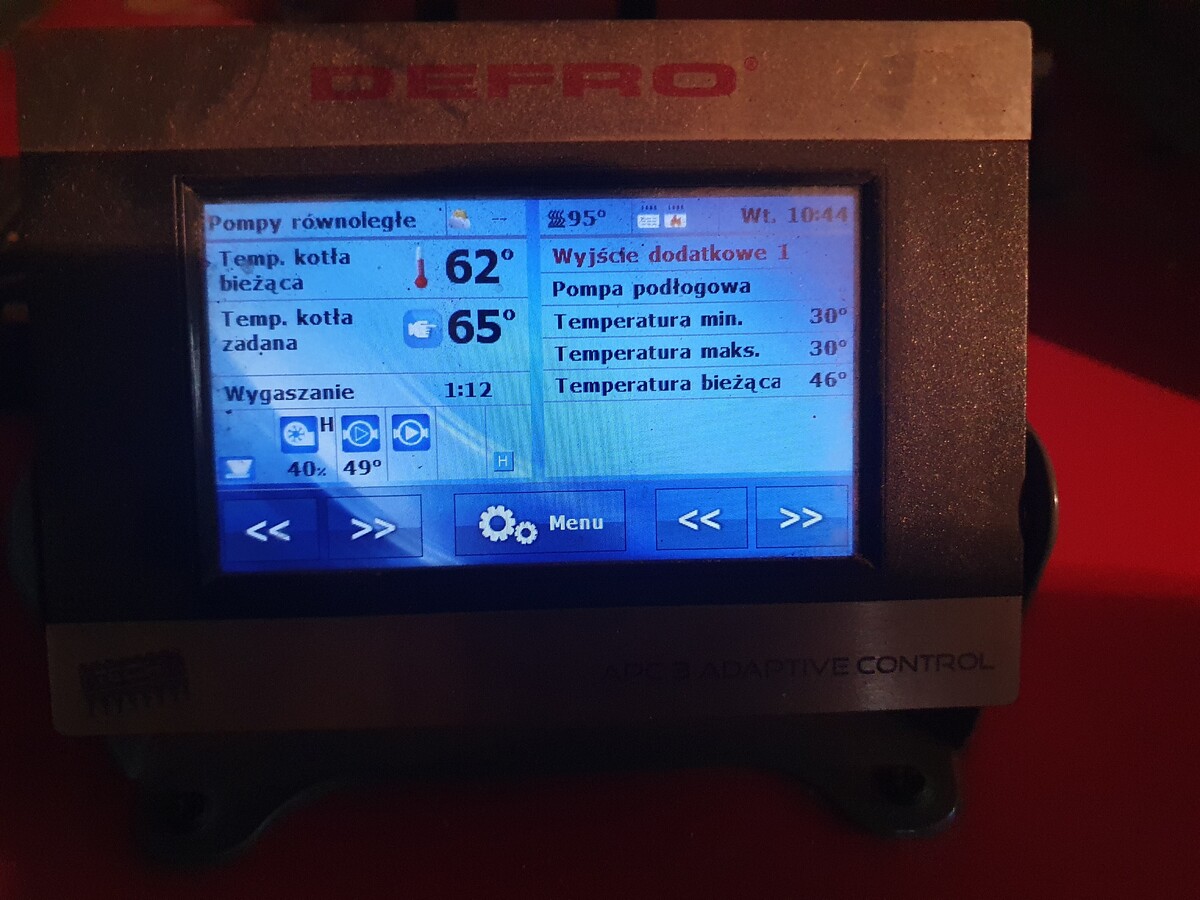 DEFRO®
Pompy równoległe
--
95°
Wt. 10:44
Temp. kotła
bieżąca
62°
Temp. kotła
zadana
65°
Wygaszanie 1:12
H
40% 49°
H
Wyjście dodatkowe 1
Pompa podłogowa
Temperatura min. 30°
Temperatura maks. 30°
Temperatura bieżąca 46°
<< >>
Menu
<< >>
ADAPTIVE CONTROL